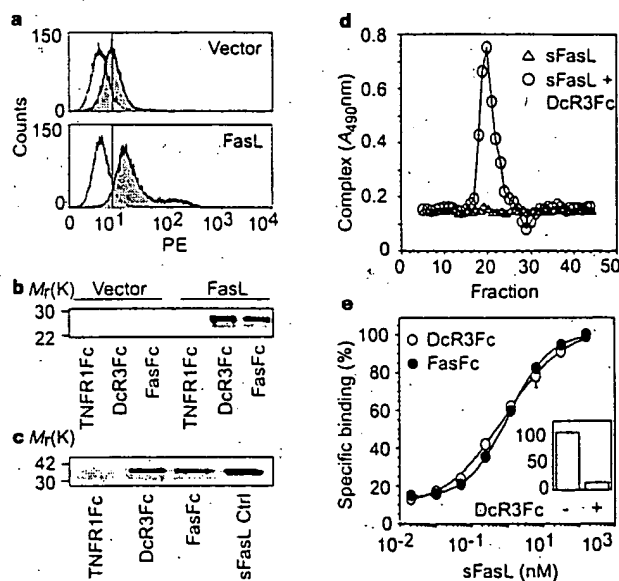 a
150
Vector
0
150
FasL
Counts
0
0 10¹ 10² 10³ 10⁴
PE
b Mr(K) Vector FasL
30
22
TNFR1Fc DcR3Fc FasFc TNFR1Fc DcR3Fc FasFc
c Mr(K)
42
30
TNFR1Fc DcR3Fc FasFc sFasL Ctrl
d
0.8
0.6
0.4
0.2
0
Complex (A490nm)
sFasL
sFasL +
DcR3Fc
0 10 20 30 40 50
Fraction
e
100
80
60
40
20
0
Specific binding (%)
DcR3Fc
FasFc
100
50
0
DcR3Fc - +
10⁻² 10⁻¹ 10¹ 10³
sFasL (nM)